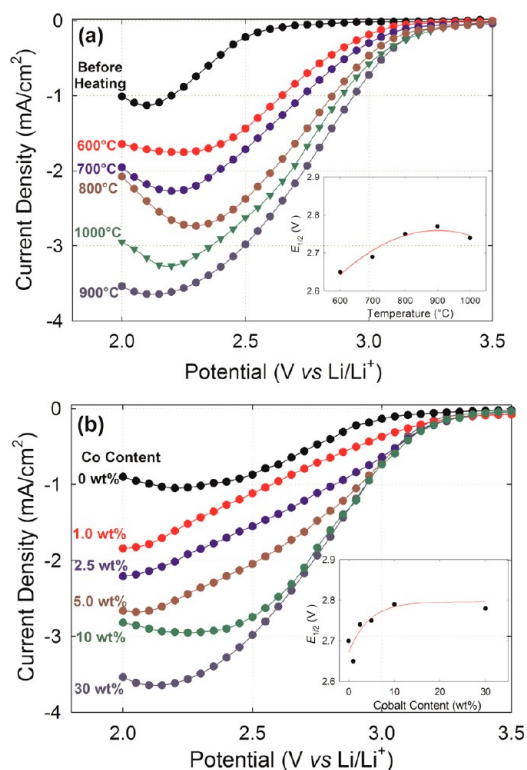 (a)
0
-1
-2
-3
-4
Current Density (mA/cm²)
Before
Heating
600°C
700°C
800°C
1000°C
900°C
2.9
2.8
2.7
2.6
E1/2 (V)
600 700 800 900 1000
Temperature (°C)
2.0 2.5 3.0 3.5
Potential (V vs Li/Li⁺)
(b)
0
-1
-2
-3
-4
Current Density (mA/cm²)
Co Content
0 wt%
1.0 wt%
2.5 wt%
5.0 wt%
10 wt%
30 wt%
2.9
2.8
2.7
2.6
E1/2 (V)
0 10 20 30
Cobalt Content (wt%)
2.0 2.5 3.0 3.5
Potential (V vs Li/Li⁺)